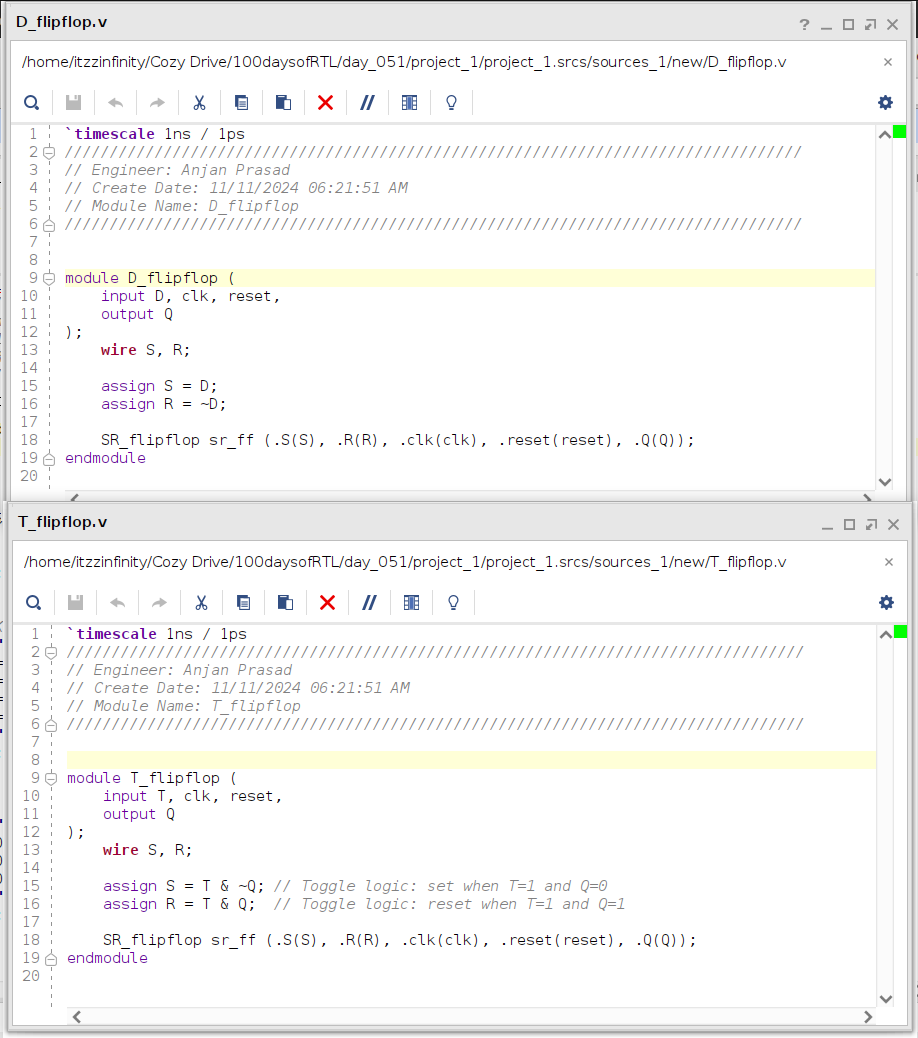 D_flipflop.v
/home/itzzinfinity/Cozy Drive/100daysofRTL/day_051/project_1/project_1.srcs/sources_1/new/D_flipflop.v
1 `timescale 1ns / 1ps
2 //////////////////////////////////////////////////////////////////////////////////
3 // Engineer: Anjan Prasad
4 // Create Date: 11/11/2024 06:21:51 AM
5 // Module Name: D_flipflop
6 //////////////////////////////////////////////////////////////////////////////////
7
8
9 module D_flipflop (
10     input D, clk, reset,
11     output Q
12 );
13     wire S, R;
14
15     assign S = D;
16     assign R = ~D;
17
18     SR_flipflop sr_ff (.S(S), .R(R), .clk(clk), .reset(reset), .Q(Q));
19 endmodule
20
T_flipflop.v
/home/itzzinfinity/Cozy Drive/100daysofRTL/day_051/project_1/project_1.srcs/sources_1/new/T_flipflop.v
1 `timescale 1ns / 1ps
2 //////////////////////////////////////////////////////////////////////////////////
3 // Engineer: Anjan Prasad
4 // Create Date: 11/11/2024 06:21:51 AM
5 // Module Name: T_flipflop
6 //////////////////////////////////////////////////////////////////////////////////
7
8
9 module T_flipflop (
10     input T, clk, reset,
11     output Q
12 );
13     wire S, R;
14
15     assign S = T & ~Q; // Toggle logic: set when T=1 and Q=0
16     assign R = T & Q;  // Toggle logic: reset when T=1 and Q=1
17
18     SR_flipflop sr_ff (.S(S), .R(R), .clk(clk), .reset(reset), .Q(Q));
19 endmodule
20